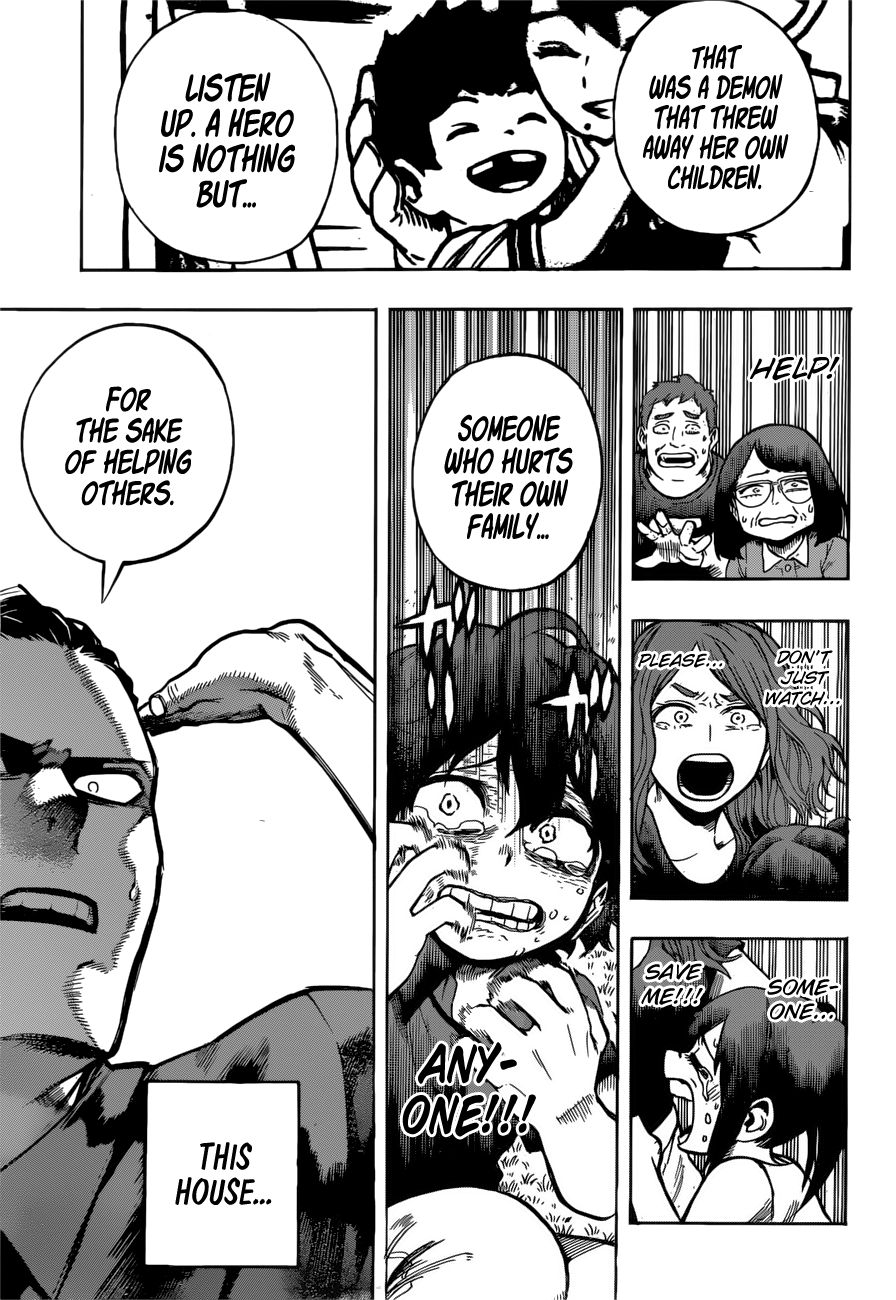 THAT
WAS A DEMON
THAT THREW
AWAY HER OWN
CHILDREN.
LISTEN
UP. A HERO
IS NOTHING
BUT...
HELP!
DON'T
JUST
WATCH...
PLEASE...
SOME-
ONE...
SAVE
ME!!!
SOMEONE
WHO HURTS
THEIR OWN
FAMILY...
ANY-
ONE!!!
FOR
THE SAKE
OF HELPING
OTHERS.
THIS
HOUSE...